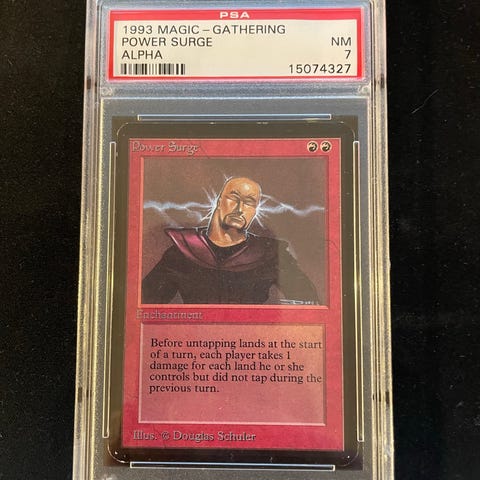 PSA
1993 MAGIC - GATHERING
POWER SURGE NM
ALPHA 7
15074327
Power Surge
Enchantment
Before untapping lands at the start
of a turn, each player takes 1
damage for each land he or she
controls but did not tap during the
previous turn.
Illus. © Douglas Schuler